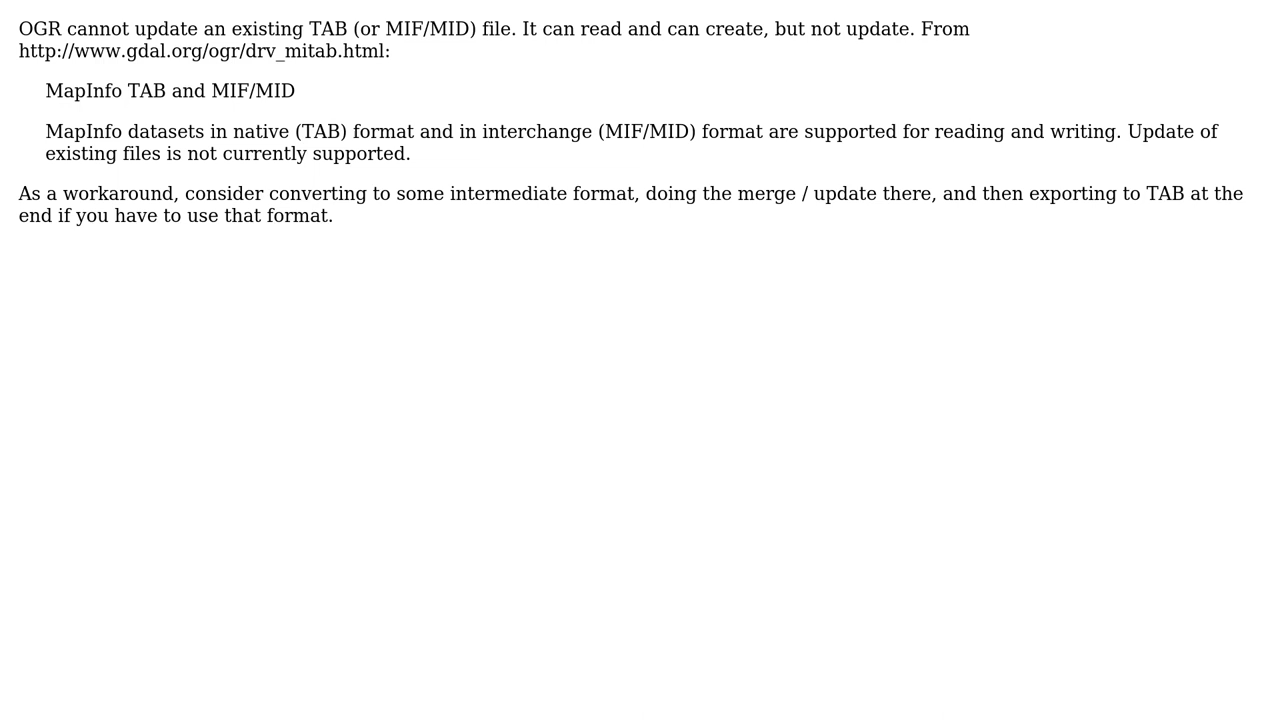 OGR cannot update an existing TAB (or MIF/MID) file. It can read and can create, but not update. From
http://www.gdal.org/ogr/drv_mitab.html:
MapInfo TAB and MIF/MID
MapInfo datasets in native (TAB) format and in interchange (MIF/MID) format are supported for reading and writing. Update of
existing files is not currently supported.
As a workaround, consider converting to some intermediate format, doing the merge / update there, and then exporting to TAB at the
end if you have to use that format.